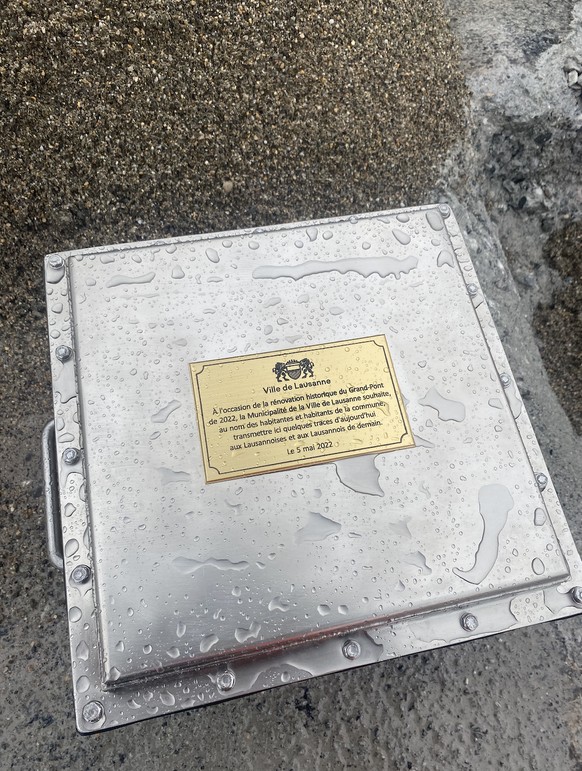 Ville de Lausanne
À l'occasion de la rénovation historique du Grand-Pont
de 2022, la Municipalité de la Ville de Lausanne souhaite,
au nom des habitantes et habitants de la commune,
transmettre ici quelques traces d'aujourd'hui
aux Lausannoises et aux Lausannois de demain.
Le 5 mai 2022